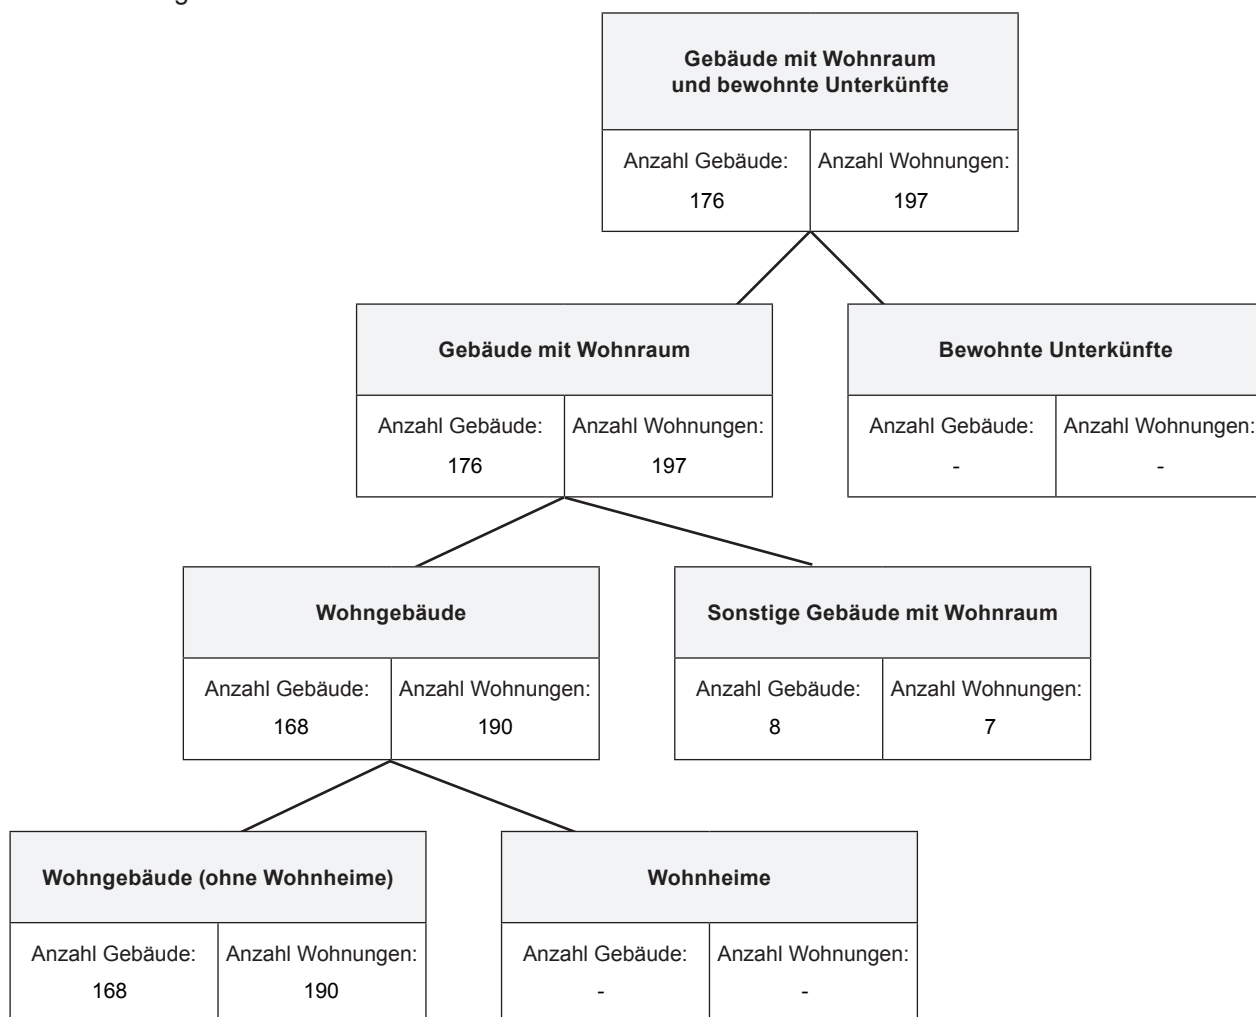 Gebäude mit Wohnraum
und bewohnte Unterkünfte
Anzahl Gebäude: Anzahl Wohnungen:
176 197
Gebäude mit Wohnraum
Anzahl Gebäude: Anzahl Wohnungen:
176 197
Bewohnte Unterkünfte
Anzahl Gebäude: Anzahl Wohnungen:
- -
Wohngebäude
Anzahl Gebäude: Anzahl Wohnungen:
168 190
Sonstige Gebäude mit Wohnraum
Anzahl Gebäude: Anzahl Wohnungen:
8 7
Wohngebäude (ohne Wohnheime)
Anzahl Gebäude: Anzahl Wohnungen:
168 190
Wohnheime
Anzahl Gebäude: Anzahl Wohnungen:
- -